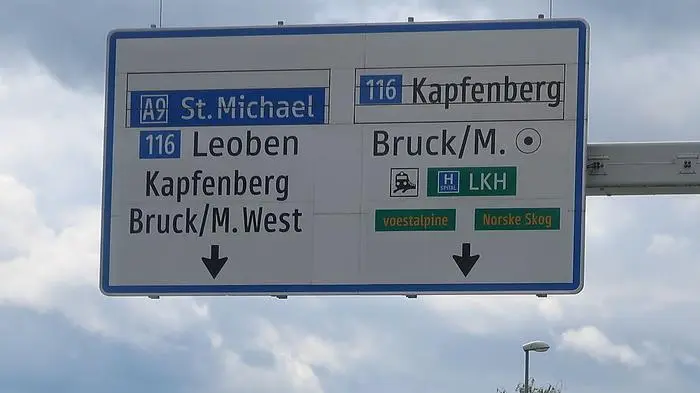 A9 St. Michael
116 Leoben
Kapfenberg
Bruck/M. West
116 Kapfenberg
Bruck/M.
H SPITAL LKH
voestalpine Norske Skog